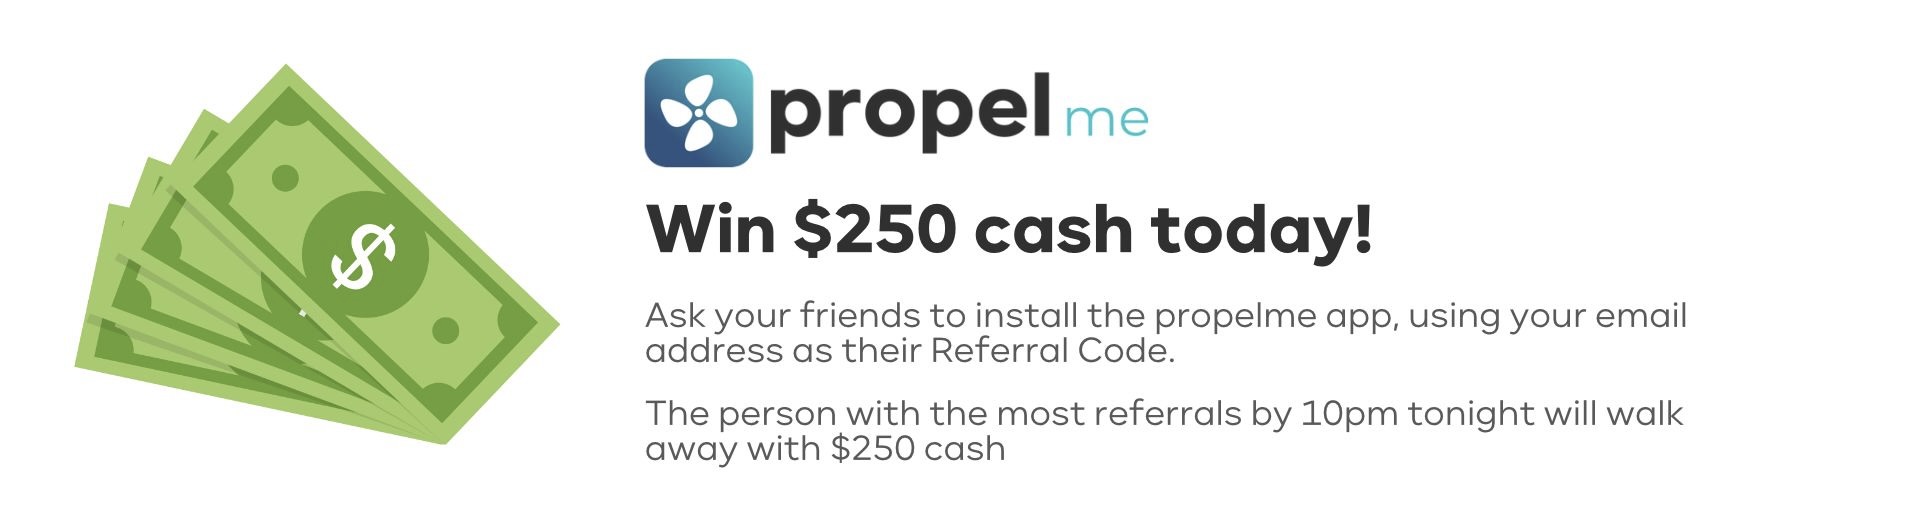 propel me
Win $250 cash today!
Ask your friends to install the propelme app, using your email
address as their Referral Code.
The person with the most referrals by 10pm tonight will walk
away with $250 cash
$